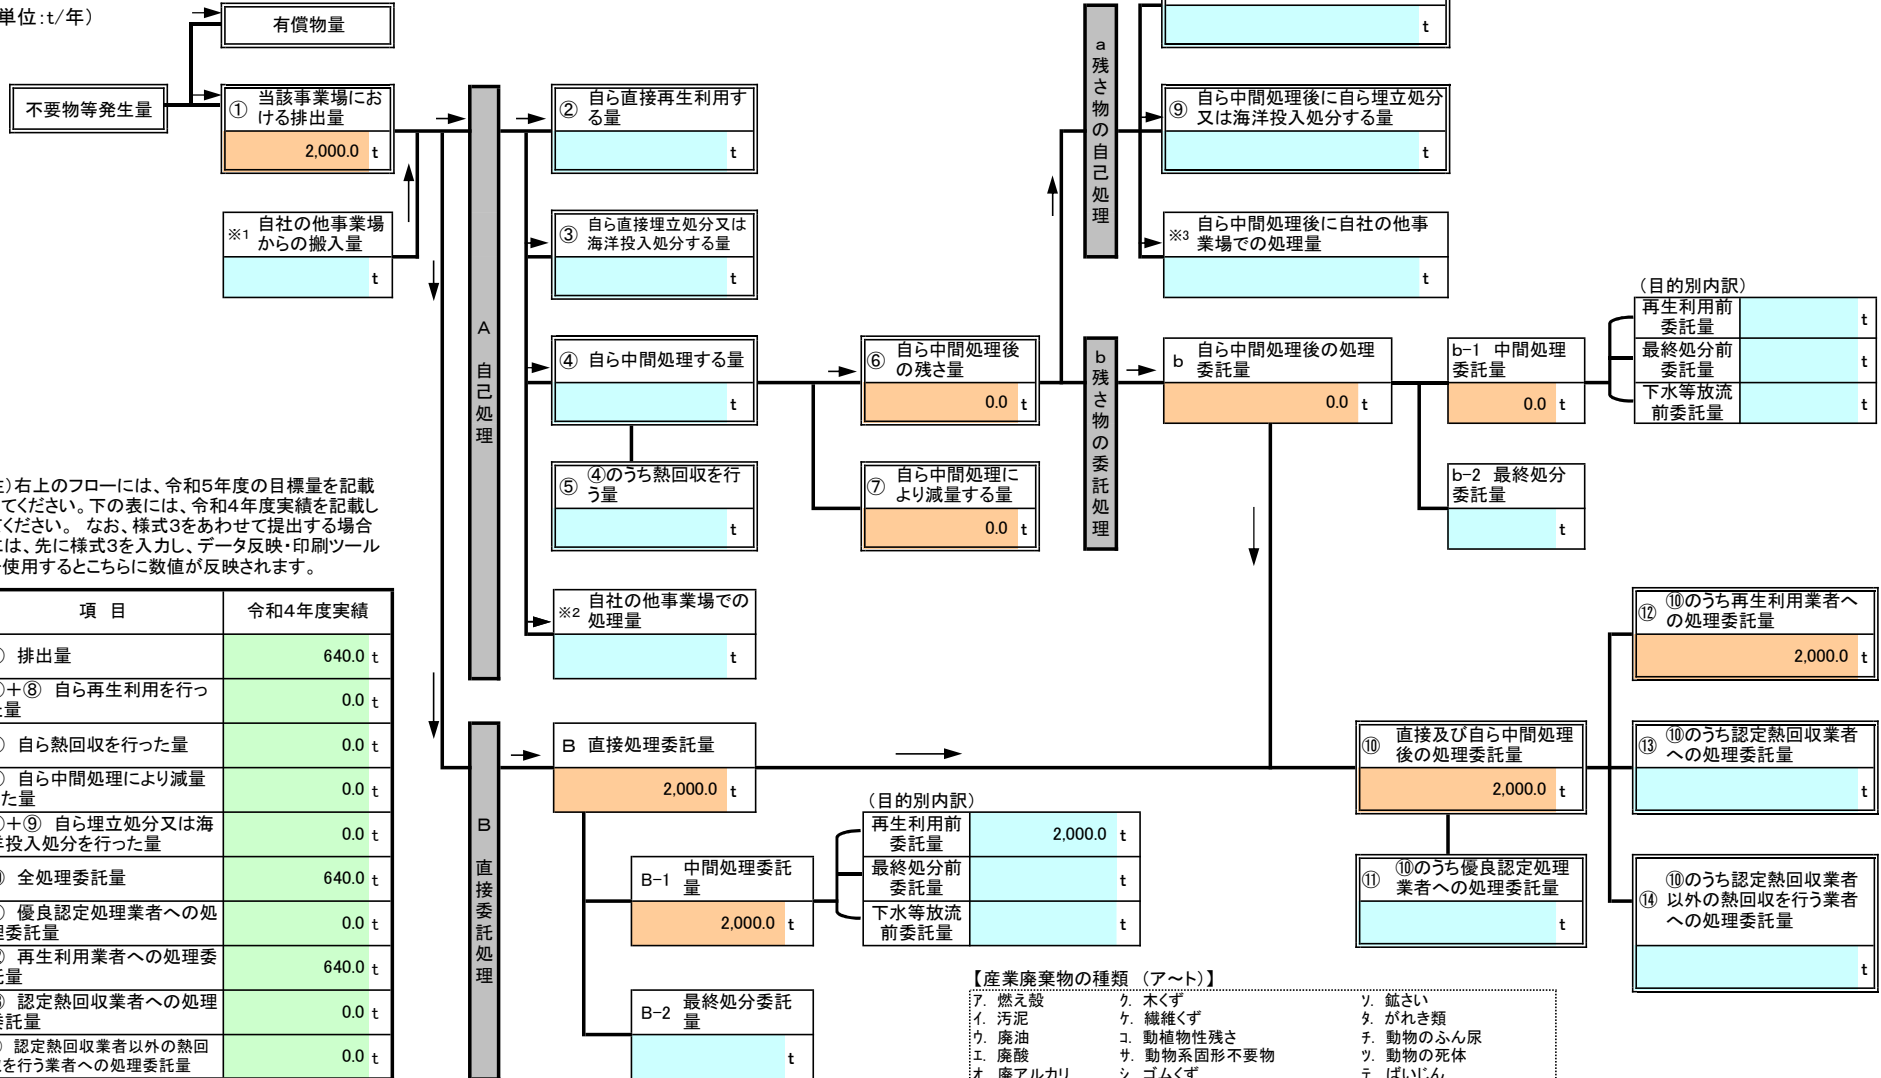 単位:t/年)
有償物量
不要物等発生量
① 当該事業場にお
ける排出量
2,000.0 t
※1 自社の他事業場
からの搬入量
t
A 自己処理
② 自ら直接再生利用す
る量
t
③ 自ら直接埋立処分又は
海洋投入処分する量
t
④ 自ら中間処理する量
t
⑤ ④のうち熱回収を行
う量
t
※2 自社の他事業場での
処理量
t
⑥ 自ら中間処理後
の残さ量
0.0 t
⑦ 自ら中間処理に
より減量する量
0.0 t
a残さ物の自己処理
t
⑨ 自ら中間処理後に自ら埋立処分
又は海洋投入処分する量
t
※3 自ら中間処理後に自社の他事
業場での処理量
t
b残さ物の委託処理
b 自ら中間処理後の処理
委託量
0.0 t
b-1 中間処理
委託量
0.0 t
b-2 最終処分
委託量
t
(目的別内訳)
再生利用前
委託量
t
最終処分前
委託量
t
下水等放流
前委託量
t
)右上のフローには、令和5年度の目標量を記載
てください。下の表には、令和4年度実績を記載し
ください。 なお、様式3をあわせて提出する場合
は、先に様式3を入力し、データ反映・印刷ツール
使用するとこちらに数値が反映されます。
項 目 令和4年度実績
排出量 640.0 t
+⑧ 自ら再生利用を行っ
量 0.0 t
自ら熱回収を行った量 0.0 t
自ら中間処理により減量
た量 0.0 t
+⑨ 自ら埋立処分又は海
投入処分を行った量 0.0 t
全処理委託量 640.0 t
優良認定処理業者への処
委託量 0.0 t
再生利用業者への処理委
量 640.0 t
認定熱回収業者への処理
託量 0.0 t
認定熱回収業者以外の熱回
を行う業者への処理委託量 0.0 t
B 直接委託処理
B 直接処理委託量
2,000.0 t
B-1 中間処理委託
量
2,000.0 t
B-2 最終処分委託
量
t
(目的別内訳)
再生利用前
委託量
2,000.0 t
最終処分前
委託量
t
下水等放流
前委託量
t
⑩ 直接及び自ら中間処理
後の処理委託量
2,000.0 t
⑪ ⑩のうち優良認定処理
業者への処理委託量
t
⑫ ⑩のうち再生利用業者へ
の処理委託量
2,000.0 t
⑬ ⑩のうち認定熱回収業者
への処理委託量
t
⑭ ⑩のうち認定熱回収業者
以外の熱回収を行う業者
への処理委託量
t
【産業廃棄物の種類 (ア~ト)】
ア. 燃え殻 ク. 木くず ソ. 鉱さい
イ. 汚泥 ケ. 繊維くず タ. がれき類
ウ. 廃油 コ. 動植物性残さ チ. 動物のふん尿
エ. 廃酸 サ. 動物系固形不要物 ツ. 動物の死体
オ. 廃アルカリ シ. ゴムくず テ. ばいじん